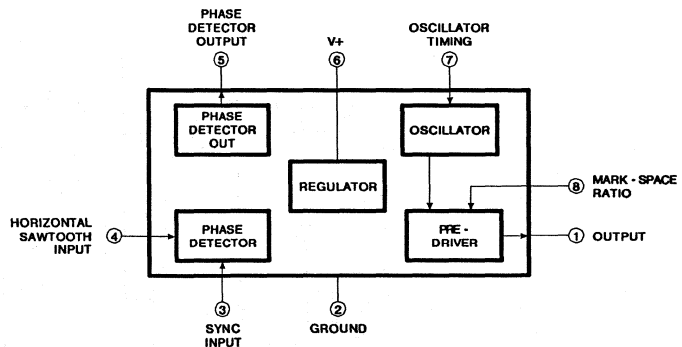 PHASE
DETECTOR
OUTPUT
5
V+
6
OSCILLATOR
TIMING
7
PHASE
DETECTOR
OUT
OSCILLATOR
REGULATOR
8
MARK - SPACE
RATIO
HORIZONTAL
SAWTOOTH
INPUT
4
PHASE
DETECTOR
PRE -
DRIVER
1
OUTPUT
3
SYNC
INPUT
2
GROUND